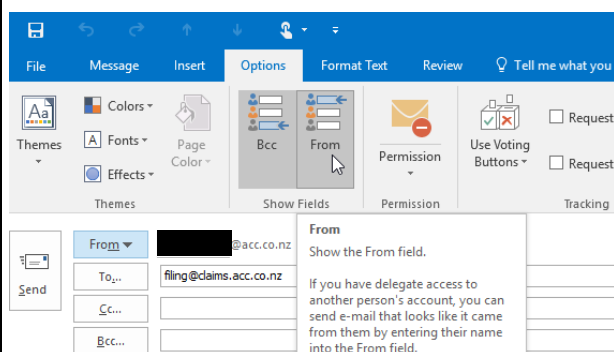 File Message Insert Options Format Text Review Tell me what you
Aa Colors
A Fonts
Effects
Themes
Page Color
Bcc
From
Permission
Use Voting Buttons
Request
Request
Themes Show Fields Permission Tracking
From
Show the From field.
If you have delegate access to
another person's account, you can
send e-mail that looks like it came
from them by entering their name
into the From field.
Send
From @acc.co.nz
To... filing@claims.acc.co.nz
Cc...
Bcc...